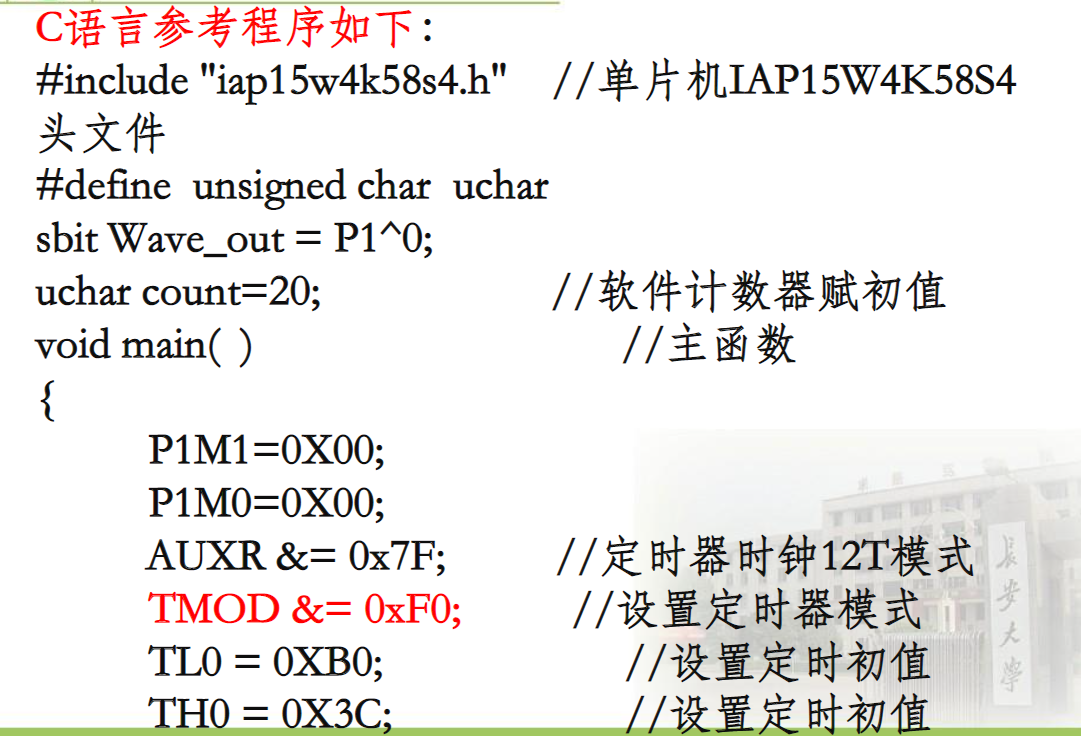 C语言参考程序如下：
#include "iap15w4k58s4.h" //单片机IAP15W4K58S4
头文件
#define unsigned char uchar
sbit Wave_out = P1^0;
uchar count=20; //软件计数器赋初值
void main( ) //主函数
{
P1M1=0X00;
P1M0=0X00;
AUXR &= 0x7F; //定时器时钟12T模式
TMOD &= 0xF0; //设置定时器模式
TL0 = 0XB0; //设置定时初值
TH0 = 0X3C; //设置定时初值
长安大学